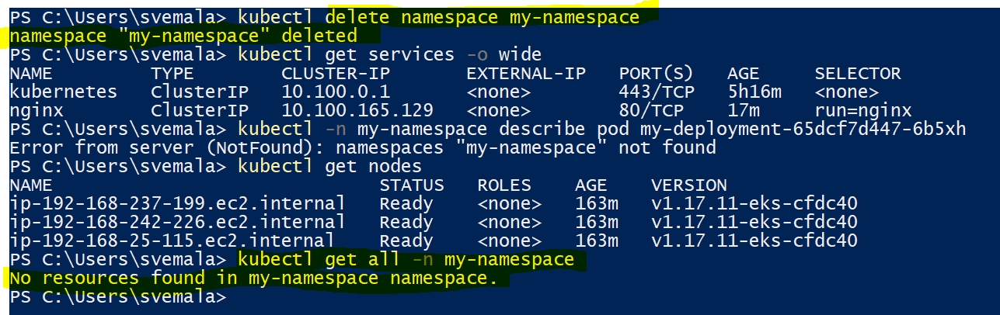 PS C:\Users\svemala> kubectl delete namespace my-namespace
namespace "my-namespace" deleted
PS C:\Users\svemala> kubectl get services -o wide
NAME TYPE CLUSTER-IP EXTERNAL-IP PORT(S) AGE SELECTOR
kubernetes ClusterIP 10.100.0.1 <none> 443/TCP 5h16m <none>
nginx ClusterIP 10.100.165.129 <none> 80/TCP 17m run=nginx
PS C:\Users\svemala> kubectl -n my-namespace describe pod my-deployment-65dcf7d447-6b5xh
Error from server (NotFound): namespaces "my-namespace" not found
PS C:\Users\svemala> kubectl get nodes
NAME STATUS ROLES AGE VERSION
ip-192-168-237-199.ec2.internal Ready <none> 163m v1.17.11-eks-cfdc40
ip-192-168-242-226.ec2.internal Ready <none> 163m v1.17.11-eks-cfdc40
ip-192-168-25-115.ec2.internal Ready <none> 163m v1.17.11-eks-cfdc40
PS C:\Users\svemala> kubectl get all -n my-namespace
No resources found in my-namespace namespace.
PS C:\Users\svemala>